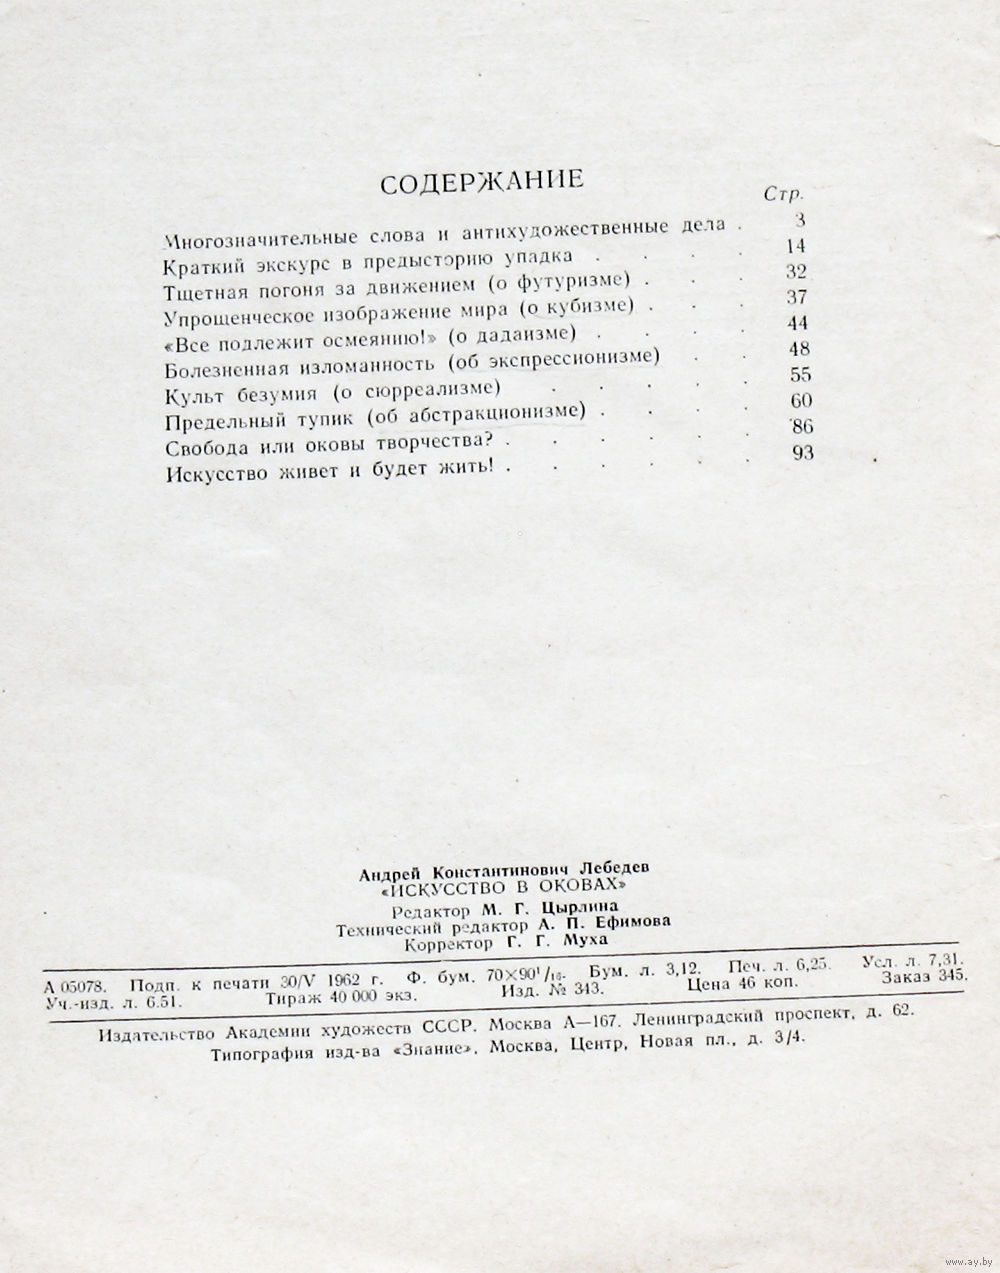 СОДЕРЖАНИЕ
Стр.
Многозначительные слова и антихудожественные дела . 3
Краткий экскурс в предысторию упадка . . . . 14
Тщетная погоня за движением (о футуризме) . . . 32
Упрощенческое изображение мира (о кубизме) . . . 37
«Все подлежит осмеянию!» (о дадаизме) . . . . 44
Болезненная изломанность (об экспрессионизме) . . 48
Культ безумия (о сюрреализме) . . . . . 55
Предельный тупик (об абстракционизме) . . . . 60
Свобода или оковы творчества? . . . . . . 86
Искусство живет и будет жить! . . . . . . 93
Андрей Константинович Лебедев
«ИСКУССТВО В ОКОВАХ»
Редактор М. Г. Цырлина
Технический редактор А. П. Ефимова
Корректор Г. Г. Муха
А 05078. Подп. к печати 30/V 1962 г. Ф. бум. 70×90¹/₁₆. Бум. л. 3,12. Печ. л. 6,25. Усл. л. 7,31.
Уч.-изд. л. 6.51. Тираж 40 000 экз. Изд. № 343. Цена 46 коп. Заказ 345.
Издательство Академии художеств СССР. Москва А—167. Ленинградский проспект, д. 62.
Типография изд-ва «Знание», Москва, Центр, Новая пл., д. 3/4.
www.ay.by